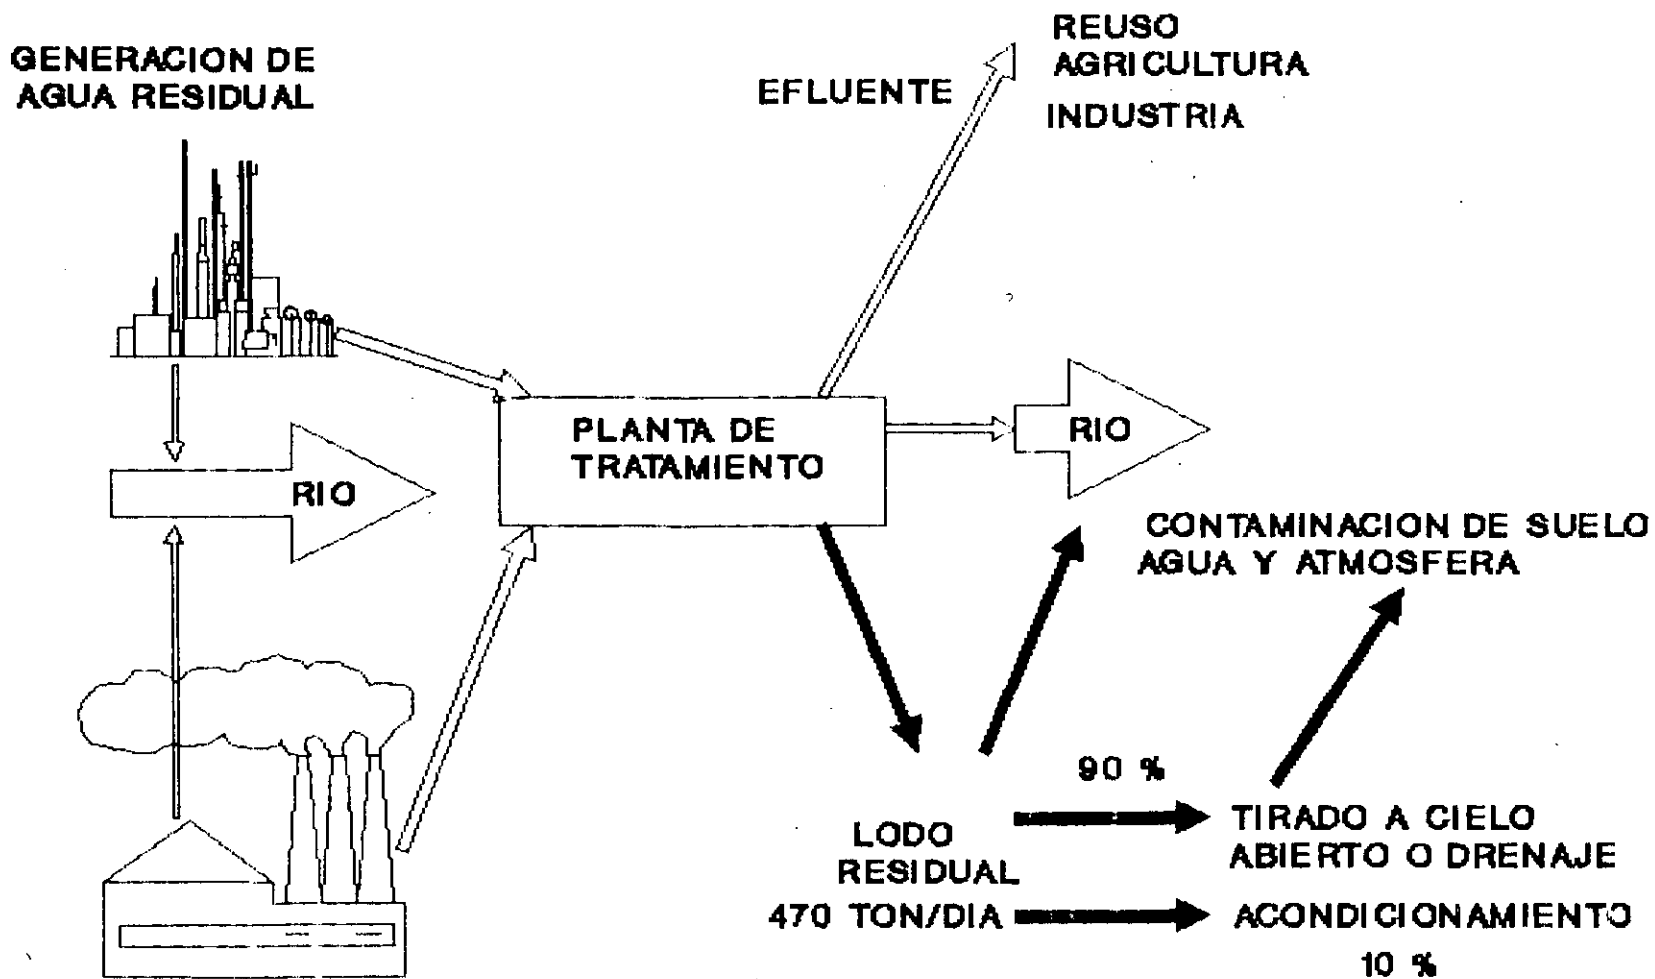 GENERACION DE
AGUA RESIDUAL
EFLUENTE
REUSO
AGRICULTURA
INDUSTRIA
PLANTA DE
TRATAMIENTO
RIO
RIO
CONTAMINACION DE SUELO
AGUA Y ATMOSFERA
90 %
LODO
RESIDUAL
470 TON/DIA
TIRADO A CIELO
ABIERTO O DRENAJE
ACONDICIONAMIENTO
10 %